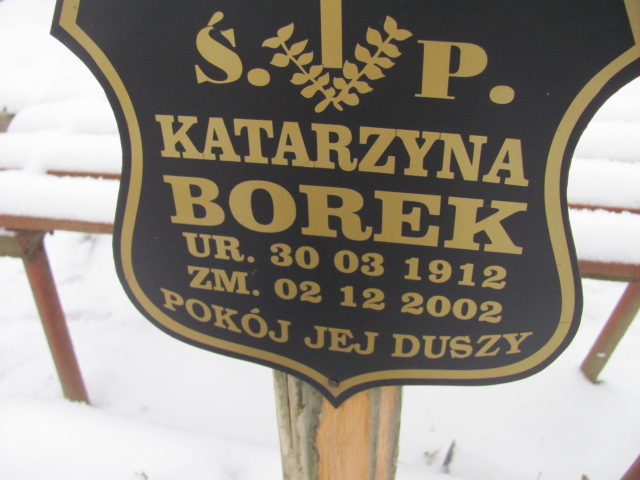 Ś. P.
KATARZYNA
BOREK
UR. 30 03 1912
ZM. 02 12 2002
POKÓJ JEJ DUSZY